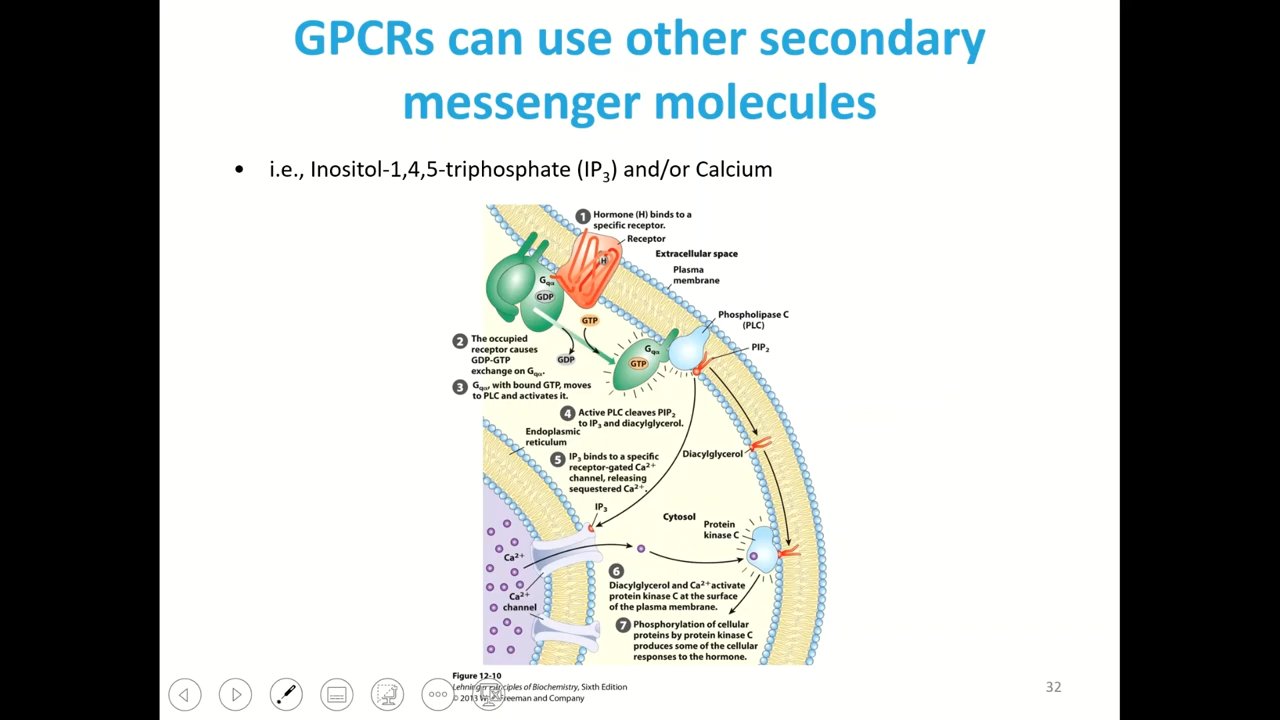 GPCRs can use other secondary
messenger molecules
• i.e., Inositol-1,4,5-triphosphate (IP₃) and/or Calcium
1 Hormone (H) binds to a
specific receptor.
Receptor
H
Extracellular space
Plasma
membrane
Gqα
GDP
GTP
Phospholipase C
(PLC)
PIP₂
2 The occupied
receptor causes
GDP-GTP
exchange on Gqα.
GDP
Gqα
GTP
3 Gqα, with bound GTP, moves
to PLC and activates it.
4 Active PLC cleaves PIP₂
to IP₃ and diacylglycerol.
Endoplasmic
reticulum
Diacylglycerol
5 IP₃ binds to a specific
receptor-gated Ca²⁺
channel, releasing
sequestered Ca²⁺.
IP₃
Cytosol
Protein
kinase C
Ca²⁺
Ca²⁺
channel
6
Diacylglycerol and Ca²⁺ activate
protein kinase C at the surface
of the plasma membrane.
7 Phosphorylation of cellular
proteins by protein kinase C
produces some of the cellular
responses to the hormone.
Figure 12-10
Principles of Biochemistry, Sixth Edition
© 2013 Freeman and Company
32